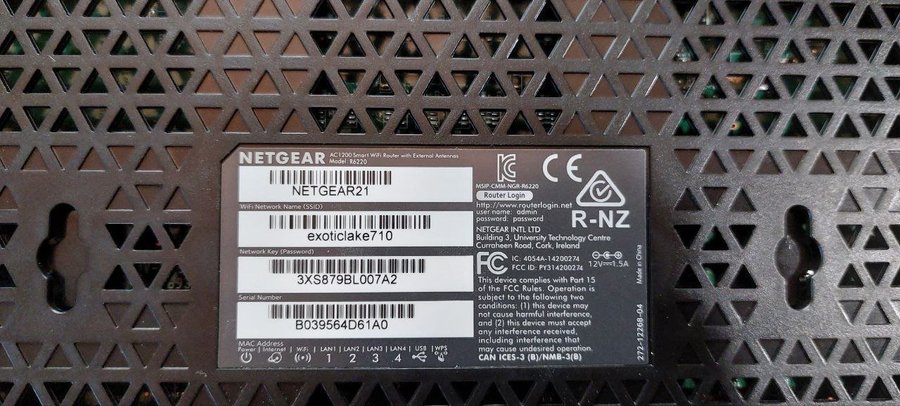 NETGEAR AC1200 Smart WiFi Router with External Antennas
Model: R6220
NETGEAR21
WiFi Network Name (SSID)
exoticlake710
Network Key (Password)
3XS879BL007A2
Serial Number
B039564D61A0
MAC Address
Power Internet WiFi LAN1 LAN2 LAN3 LAN4 USB WPS
1 2 3 4
MSIP-CMM-NGR-R6220
Router Login
http://www.routerlogin.net
user name: admin
password: password
R-NZ
NETGEAR INTL LTD
Building 3, University Technology Centre
Curraheen Road, Cork, Ireland
FC IC: 4054A-14200274
FCC ID: PY314200274
12V⎓1.5A
This device complies with Part 15
of the FCC Rules. Operation is
subject to the following two
conditions: (1) this device may
not cause harmful interference,
and (2) this device must accept
any interference received,
including interference that
may cause undesired operation.
CAN ICES-3 (B)/NMB-3(B)
Made in China
272-12268-04
CE